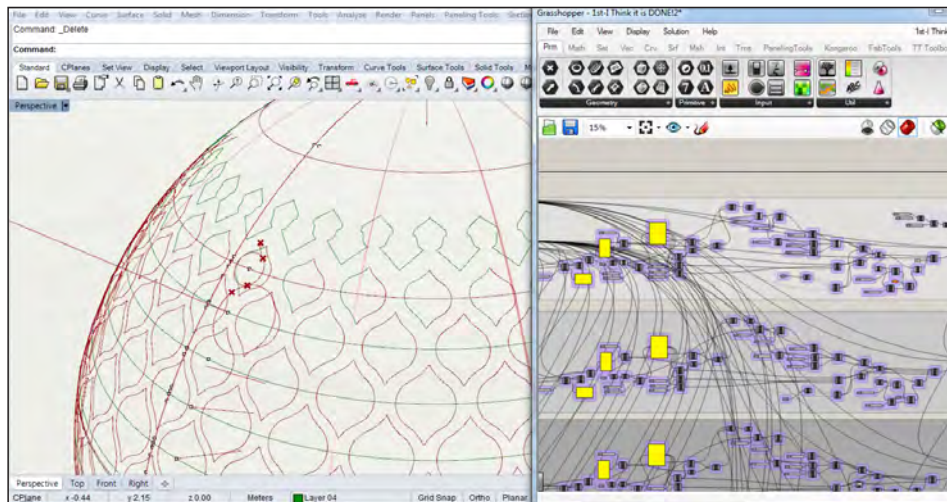 File Edit View Curve Surface Solid Mesh Dimension Transform Tools Analyze Render Panels Paneling Tools
Command: _Delete
Command:
Standard CPlanes Set View Display Select Viewport Layout Visibility Transform Curve Tools Surface Tools Solid Tools
Perspective
Perspective Top Front Right
CPlane x -0.44 y 2.15 z 0.00 Meters Layer 04 Grid Snap Ortho Planar
Grasshopper - 1st-I Think it is DONE!2*
File Edit View Display Solution Help 1st-I Think
Prm Math Set Vec Crv Srf Msh Int Trns PanelingTools Kangaroo FabTools TT Toolbox
Geometry Primitive Input Util
15%